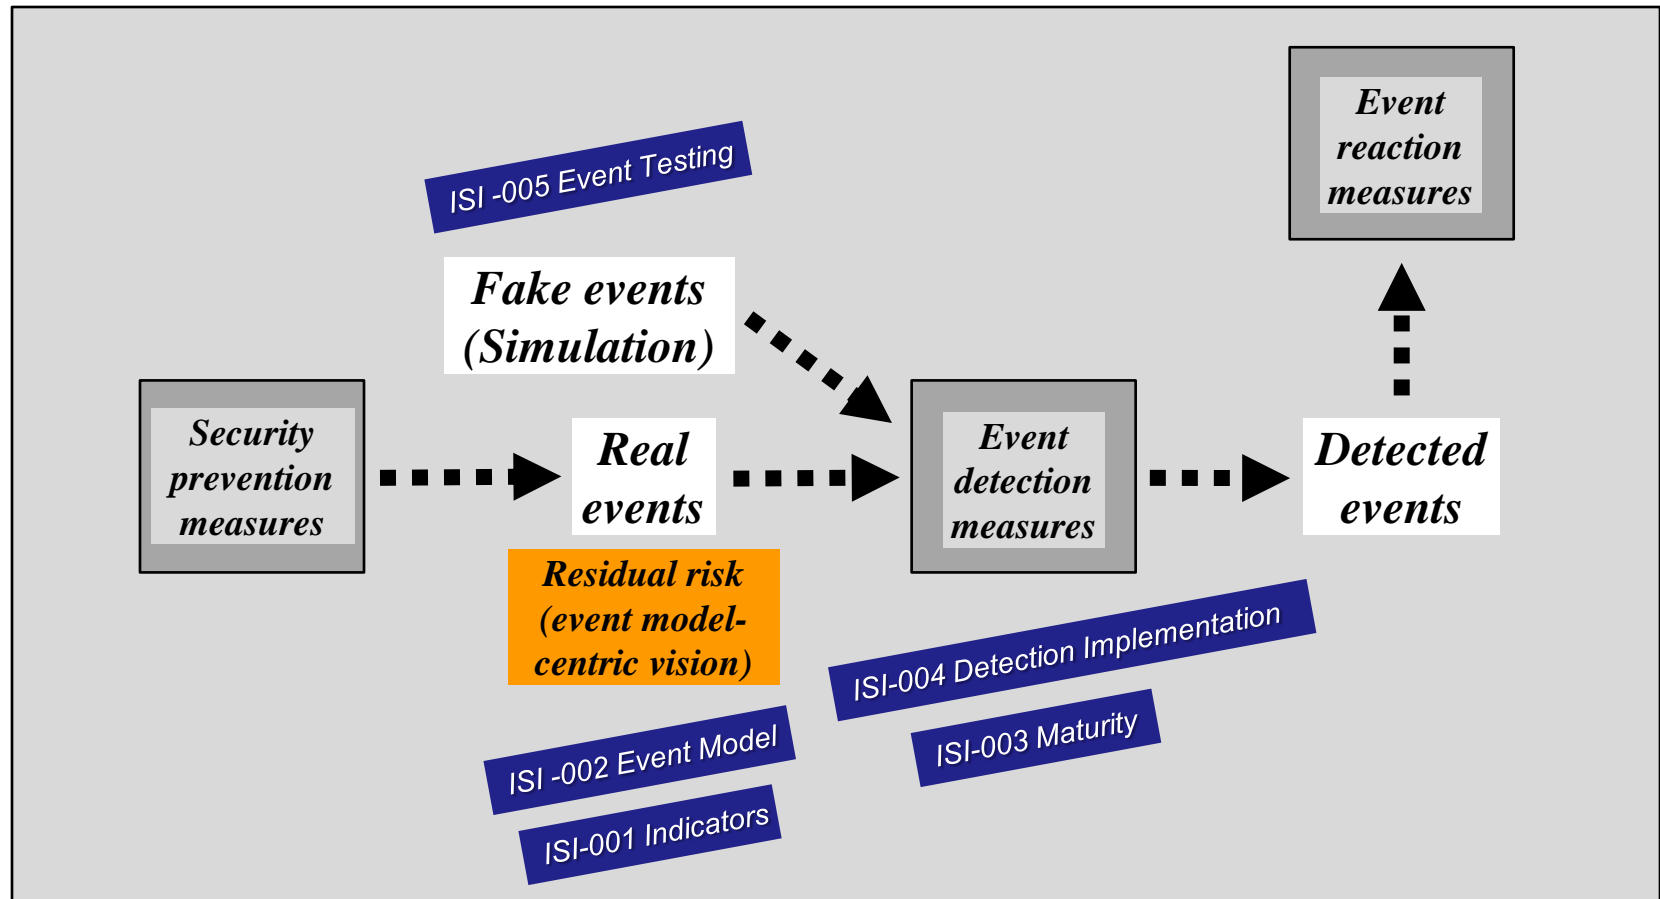 Event
reaction
measures
ISI -005 Event Testing
Fake events
(Simulation)
Security
prevention
measures
Real
events
Event
detection
measures
Detected
events
Residual risk
(event model-
centric vision)
ISI-004 Detection Implementation
ISI-003 Maturity
ISI -002 Event Model
ISI-001 Indicators